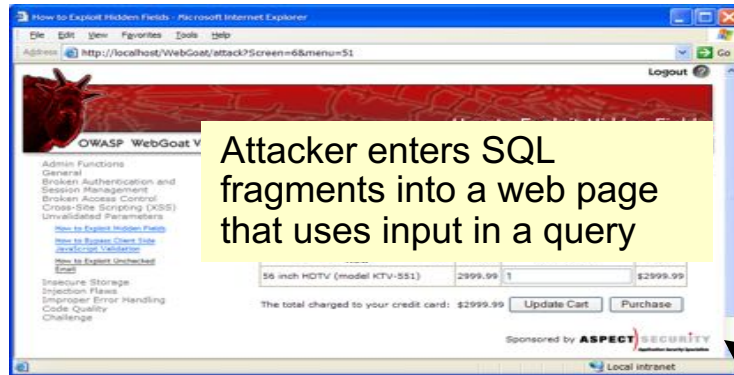 How to Exploit Hidden Fields - Microsoft Internet Explorer
File Edit View Favorites Tools Help
Address http://localhost/WebGoat/attack?Screen=6&menu=51 Go
Logout
OWASP WebGoat V
Attacker enters SQL
fragments into a web page
that uses input in a query
Admin Functions
General
Broken Authentication and
Session Management
Broken Access Control
Cross-Site Scripting (XSS)
Unvalidated Parameters
How to Exploit Hidden Fields
How to Bypass Client Side
JavaScript Validation
How to Exploit Unchecked
Email
Insecure Storage
Injection Flaws
Improper Error Handling
Code Quality
Challenge
56 inch HDTV (model KTV-551) 2999.99 1 $2999.99
The total charged to your credit card: $2999.99 Update Cart Purchase
Sponsored by ASPECT SECURITY
Application Security Specialists
Local intranet